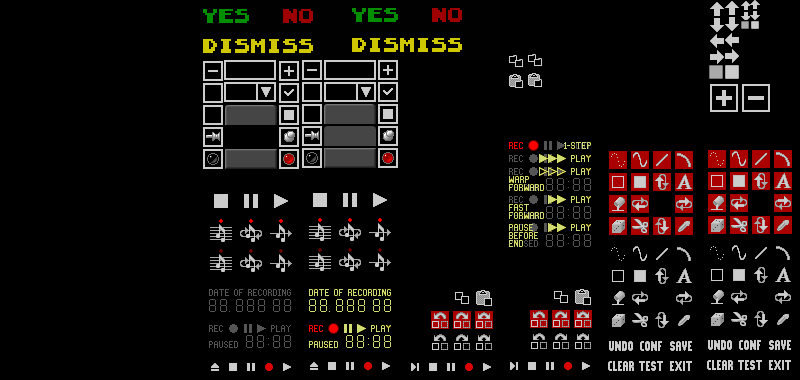 YES NO YES NO
DISMISS DISMISS
REC 1-STEP
REC PLAY
REC PLAY
WARP
FORWARD 88:88
REC PLAY
FAST
FORWARD 88:88
PAUSE PLAY
BEFORE
END 88:88
A A
A A
DATE OF RECORDING DATE OF RECORDING
88.888 88 88.888 88
REC PLAY REC PLAY
PAUSED 88:88 PAUSED 88:88
UNDO CONF SAVE UNDO CONF SAVE
CLEAR TEST EXIT CLEAR TEST EXIT